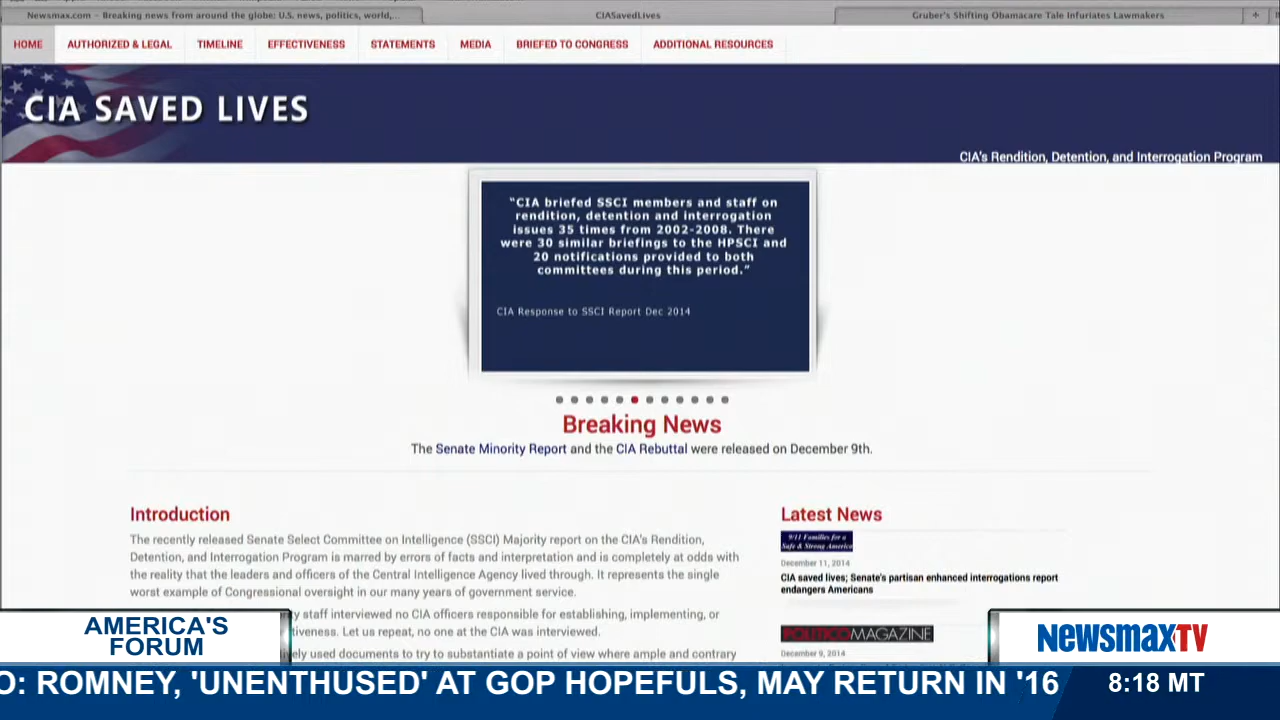 Newsmax.com – Breaking news from around the globe: U.S. news, politics, world,...
CIASavedLives
Gruber's Shifting Obamacare Tale Infuriates Lawmakers
HOME
AUTHORIZED & LEGAL
TIMELINE
EFFECTIVENESS
STATEMENTS
MEDIA
BRIEFED TO CONGRESS
ADDITIONAL RESOURCES
CIA SAVED LIVES
CIA's Rendition, Detention, and Interrogation Program
"CIA briefed SSCI members and staff on
rendition, detention and interrogation
issues 35 times from 2002-2008. There
were 30 similar briefings to the HPSCI and
20 notifications provided to both
committees during this period."
CIA Response to SSCI Report Dec 2014
Breaking News
The Senate Minority Report and the CIA Rebuttal were released on December 9th.
Introduction
The recently released Senate Select Committee on Intelligence (SSCI) Majority report on the CIA's Rendition,
Detention, and Interrogation Program is marred by errors of facts and interpretation and is completely at odds with
the reality that the leaders and officers of the Central Intelligence Agency lived through. It represents the single
worst example of Congressional oversight in our many years of government service.
y staff interviewed no CIA officers responsible for establishing, implementing, or
tiveness. Let us repeat, no one at the CIA was interviewed.
ely used documents to try to substantiate a point of view where ample and contrary
Latest News
9/11 Families for a
Safe & Strong America
December 11, 2014
CIA saved lives; Senate's partisan enhanced interrogations report
endangers Americans
POLITICO MAGAZINE
December 9, 2014
AMERICA'S
FORUM
NEWSMAXTV
O: ROMNEY, 'UNENTHUSED' AT GOP HOPEFULS, MAY RETURN IN '16
8:18 MT